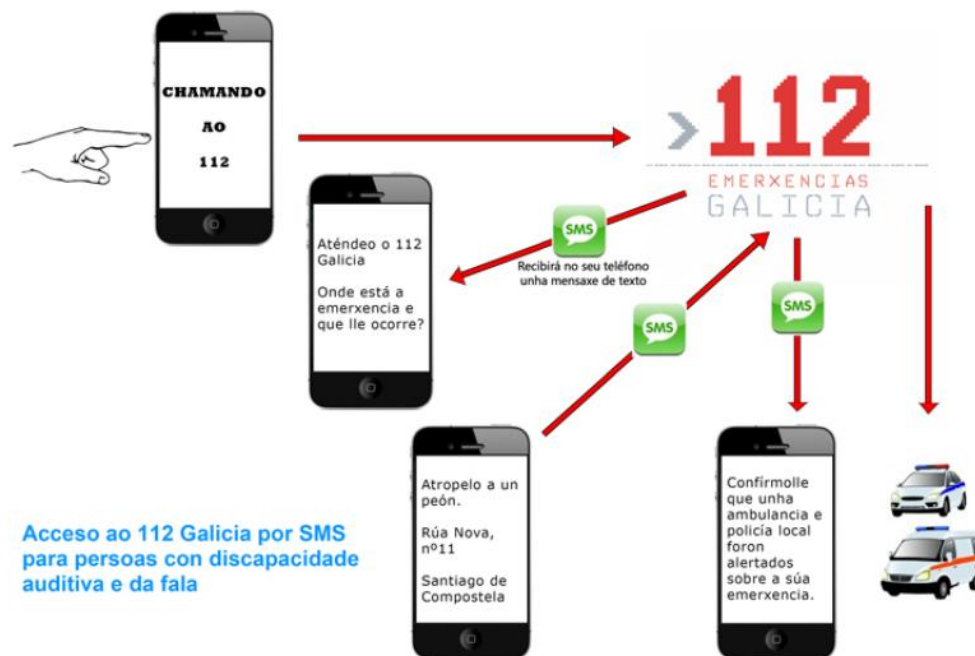 CHAMANDO
AO
112
>112
EMERXENCIAS
GALICIA
Aténdeo o 112
Galicia
Onde está a
emerxencia e
que lle ocorre?
SMS
Recibirá no seu teléfono
unha mensaxe de texto
SMS
SMS
Atropelo a un
peón.
Rúa Nova,
nº11
Santiago de
Compostela
Confírmolle
que unha
ambulancia e
policía local
foron
alertados
sobre a súa
emerxencia.
Acceso ao 112 Galicia por SMS
para persoas con discapacidade
auditiva e da fala